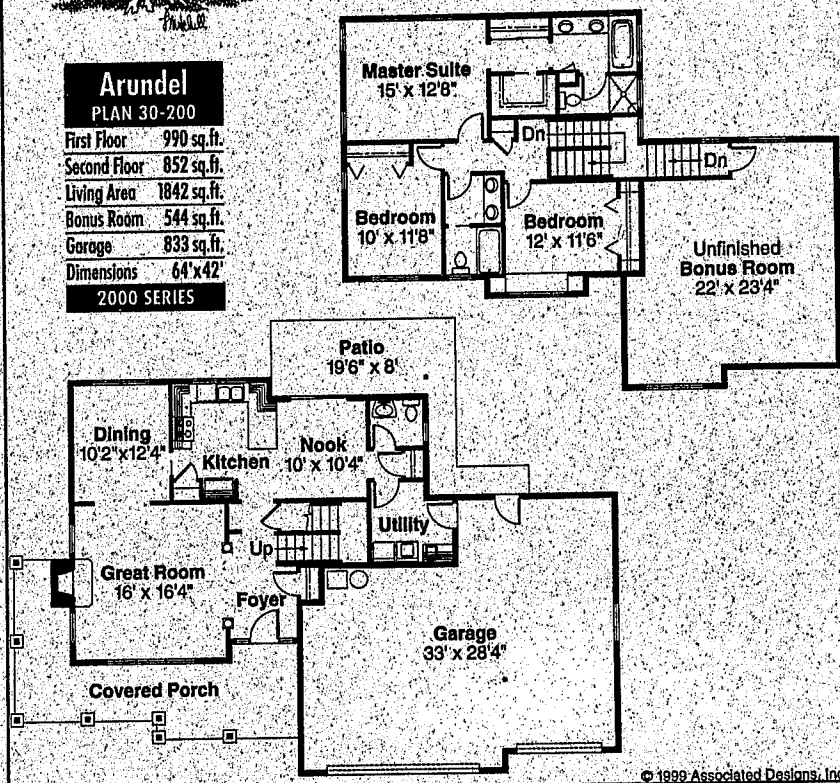 Arundel
PLAN 30-200
First Floor 990 sq.ft.
Second Floor 852 sq.ft.
Living Area 1842 sq.ft.
Bonus Room 544 sq.ft.
Garage 833 sq.ft.
Dimensions 64'x42'
2000 SERIES
Master Suite
15' x 12'8"
Dn
Dn
Bedroom
10' x 11'8"
Bedroom
12' x 11'6"
Unfinished
Bonus Room
22' x 23'4"
Patio
19'6" x 8'
Dining
10'2"x12'4"
Kitchen
Nook
10' x 10'4"
Utility
Up
Great Room
16' x 16'4"
Foyer
Garage
33' x 28'4"
Covered Porch
© 1999 Associated Designs, Inc